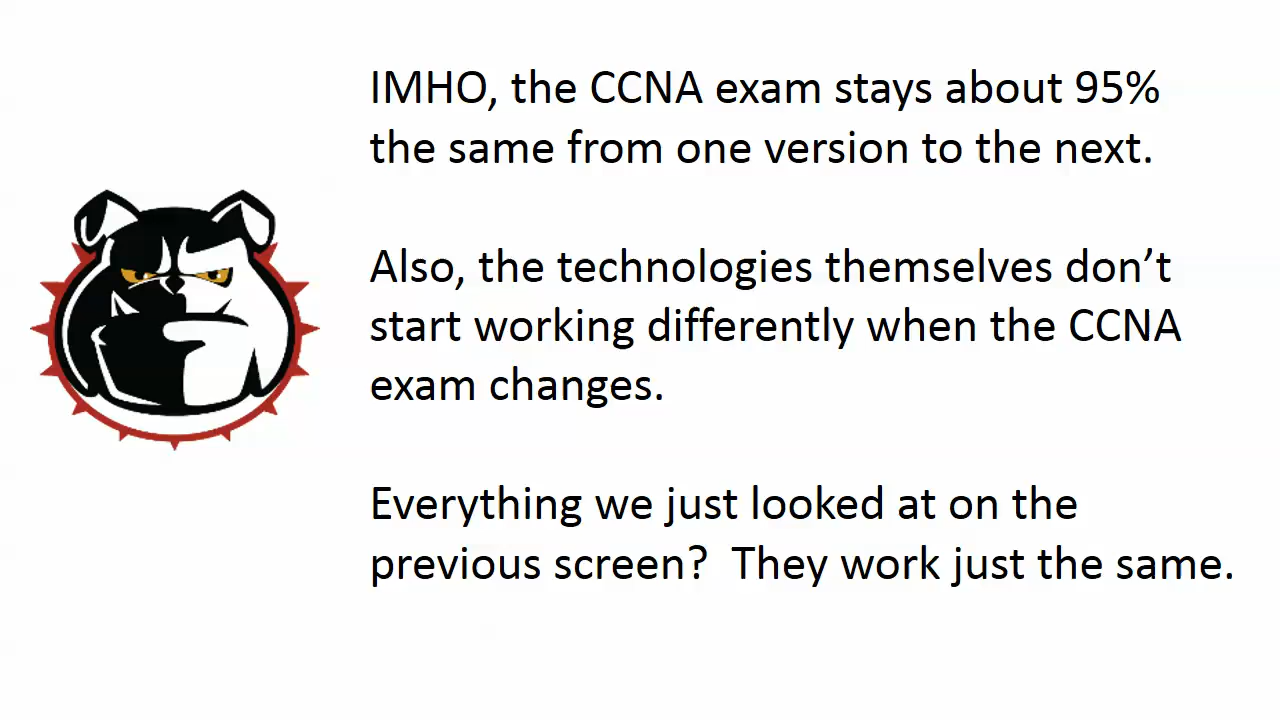 IMHO, the CCNA exam stays about 95%
the same from one version to the next.
Also, the technologies themselves don’t
start working differently when the CCNA
exam changes.
Everything we just looked at on the
previous screen?  They work just the same.